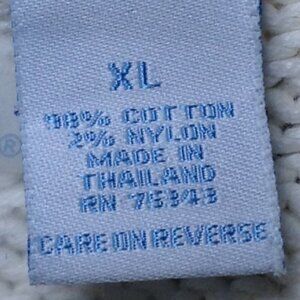 XL
98% COTTON
2% NYLON
MADE IN
THAILAND
RN 75343
CARE ON REVERSE
®